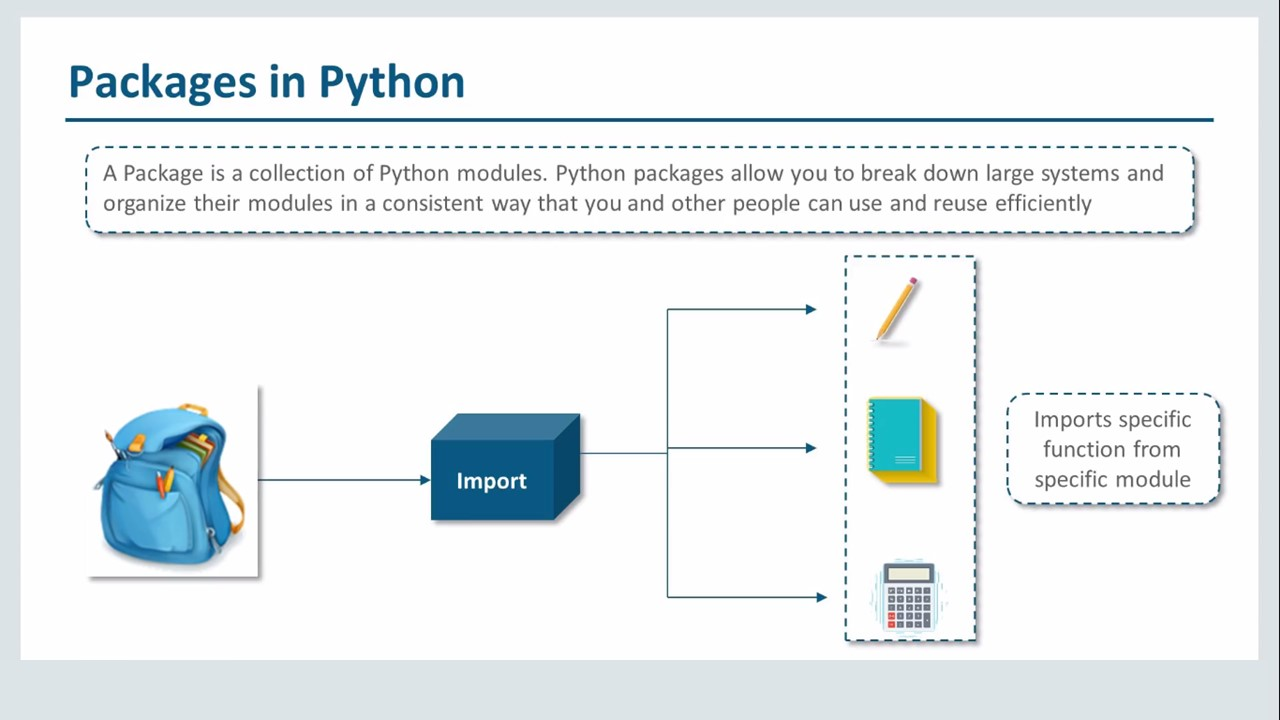 Packages in Python
A Package is a collection of Python modules. Python packages allow you to break down large systems and
organize their modules in a consistent way that you and other people can use and reuse efficiently
Import
Imports specific
function from
specific module